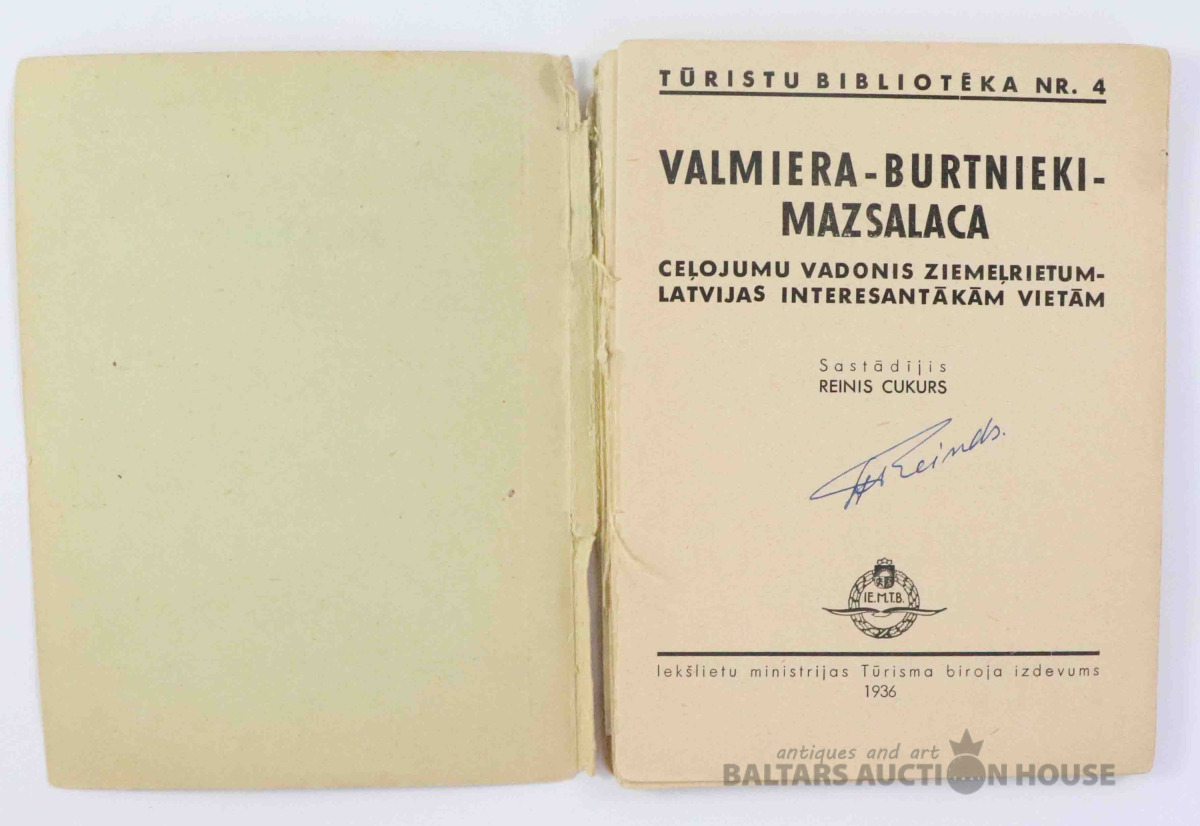 TŪRISTU BIBLIOTĒKA NR. 4
VALMIERA-BURTNIEKI-
MAZSALACA
CEĻOJUMU VADONIS ZIEMEĻRIETUM-
LATVIJAS INTERESANTĀKĀM VIETĀM
Sastādījis
REINIS CUKURS
IE.M.T.B.
Iekšlietu ministrijas Tūrisma biroja izdevums
1936
antiques and art
BALTARS AUCTION HOUSE